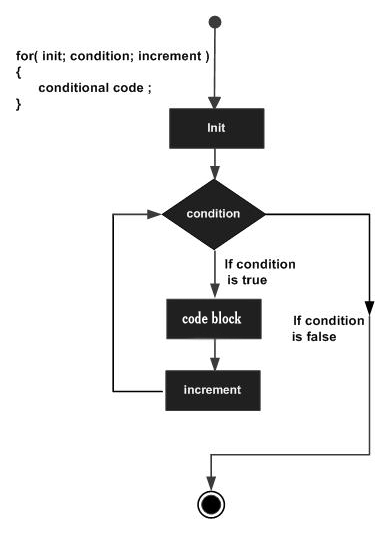 for( init; condition; increment )
{
conditional code ;
}
Init
condition
If condition
is true
code block
If condition
is false
increment